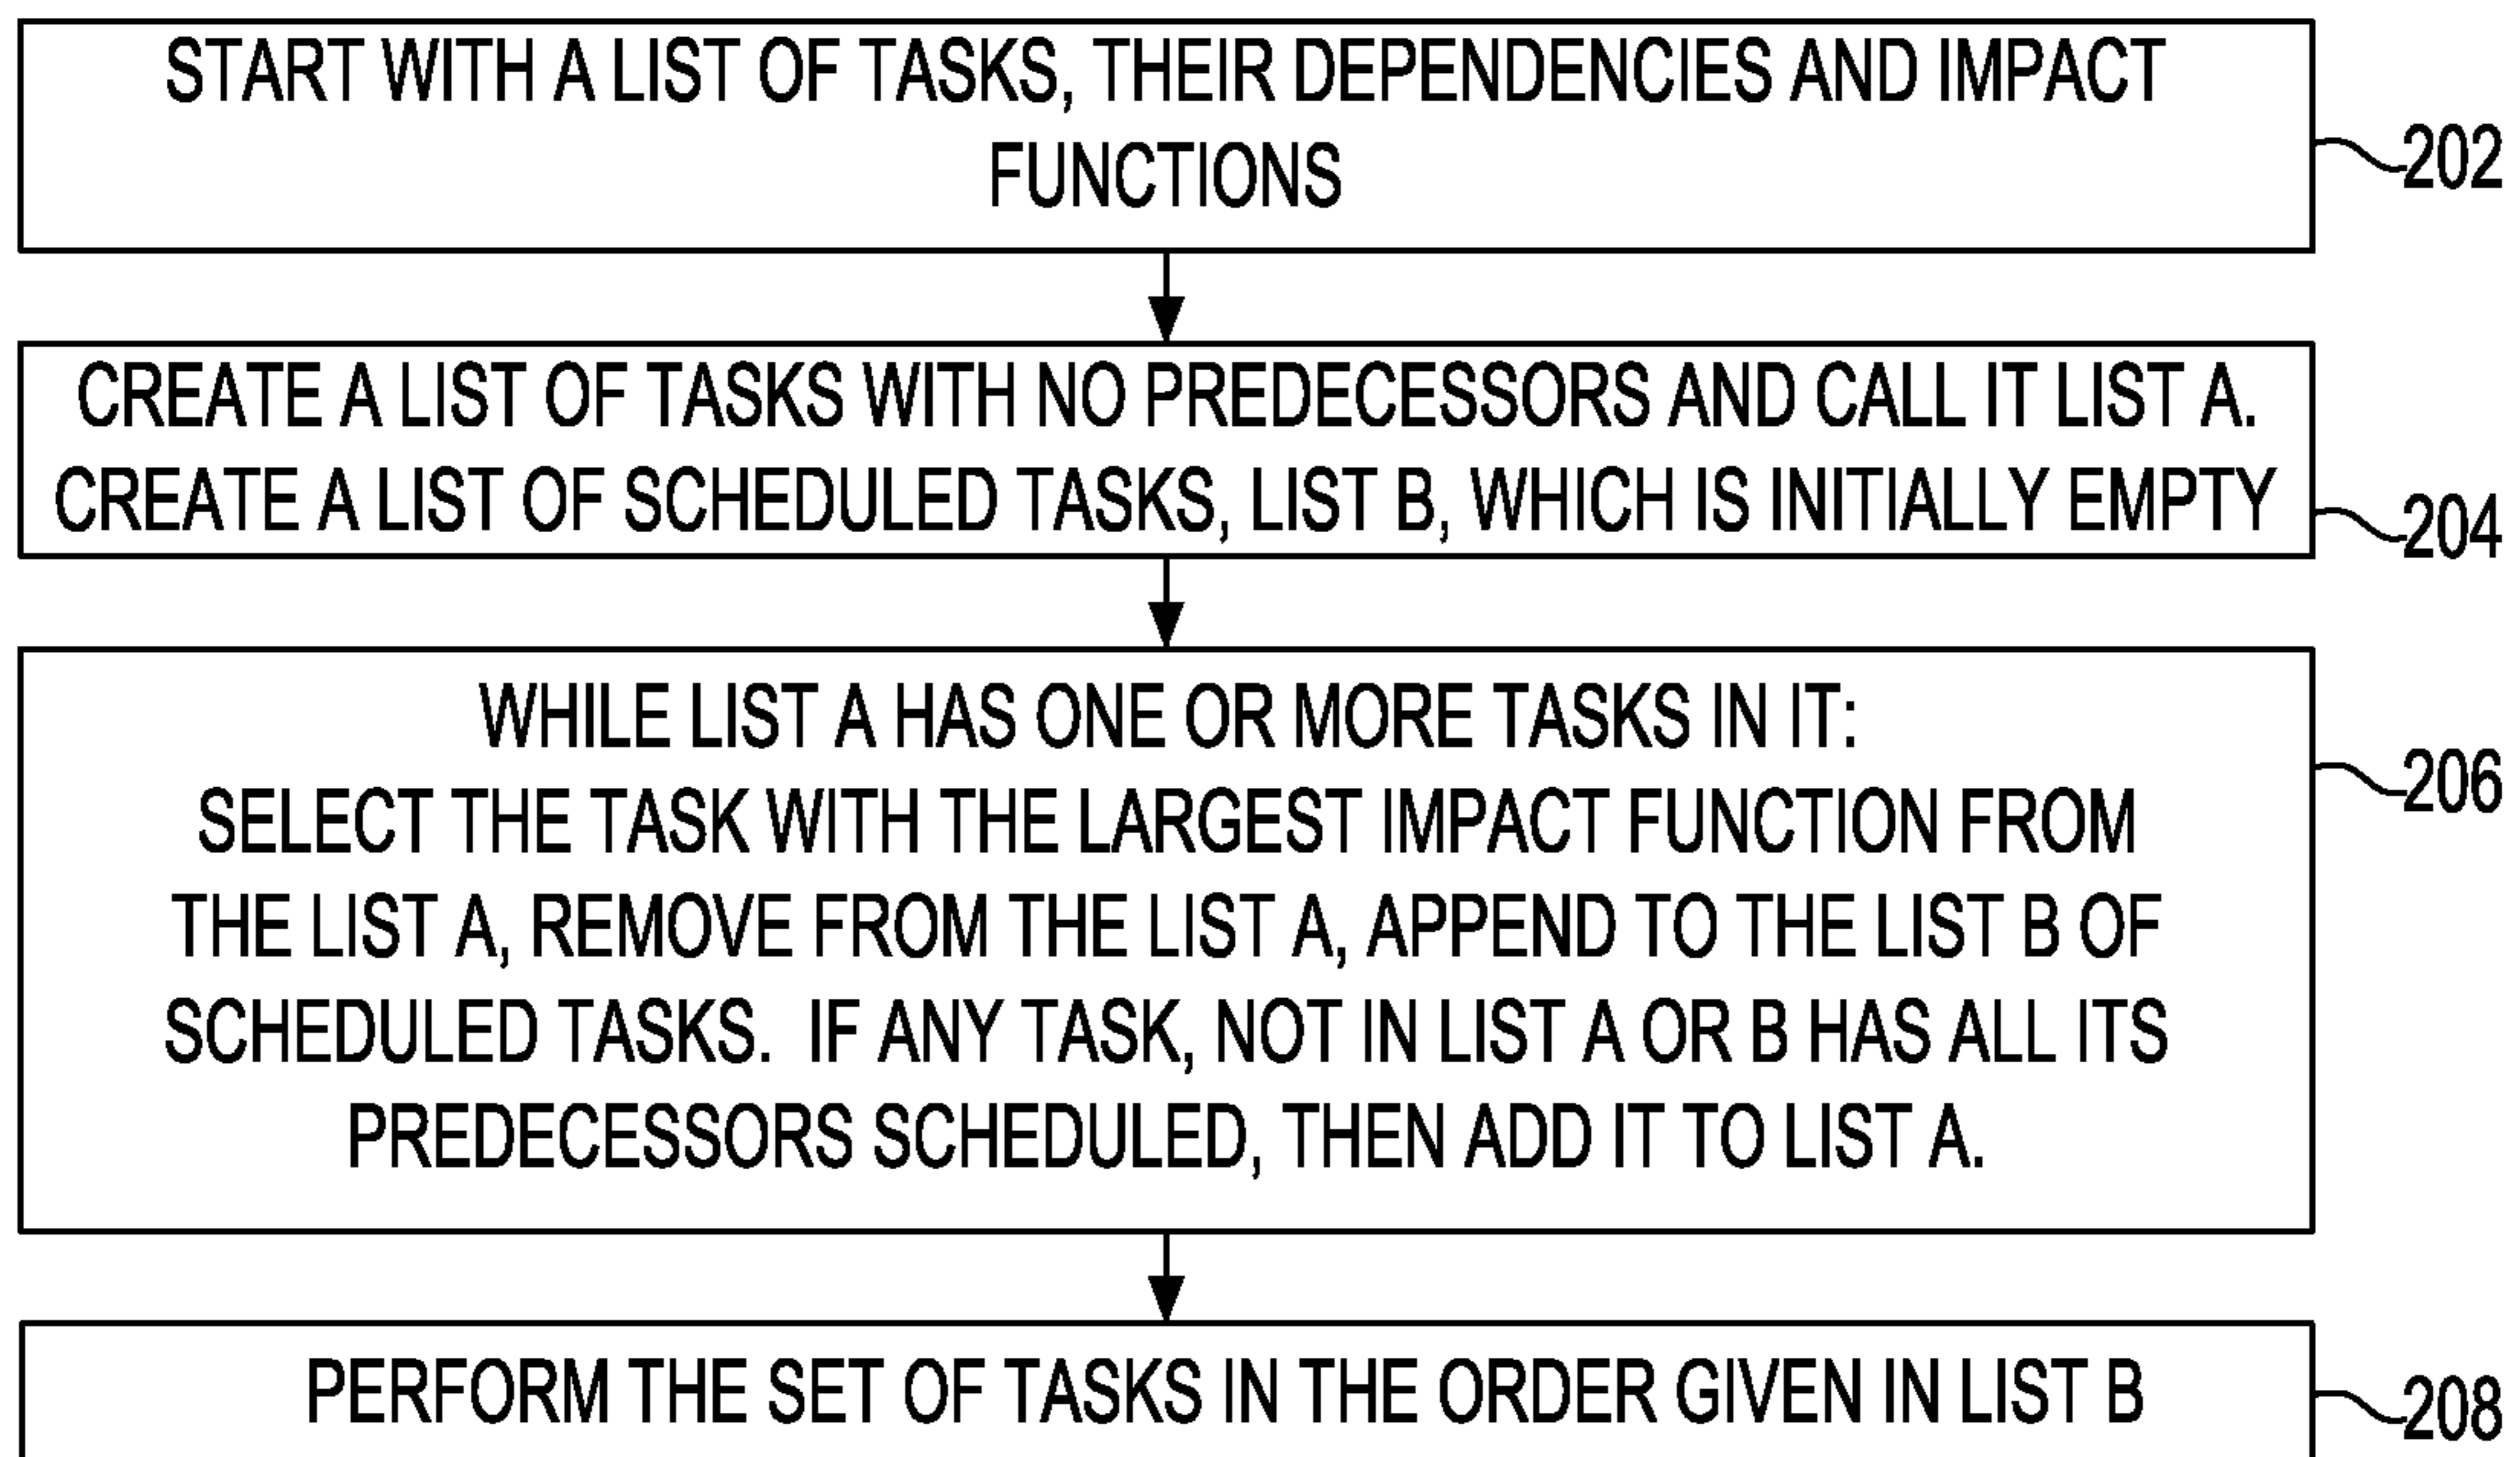 START WITH A LIST OF TASKS, THEIR DEPENDENCIES AND IMPACT
FUNCTIONS
202
CREATE A LIST OF TASKS WITH NO PREDECESSORS AND CALL IT LIST A.
CREATE A LIST OF SCHEDULED TASKS, LIST B, WHICH IS INITIALLY EMPTY
204
WHILE LIST A HAS ONE OR MORE TASKS IN IT:
SELECT THE TASK WITH THE LARGEST IMPACT FUNCTION FROM
THE LIST A, REMOVE FROM THE LIST A, APPEND TO THE LIST B OF
SCHEDULED TASKS. IF ANY TASK, NOT IN LIST A OR B HAS ALL ITS
PREDECESSORS SCHEDULED, THEN ADD IT TO LIST A.
206
PERFORM THE SET OF TASKS IN THE ORDER GIVEN IN LIST B
208